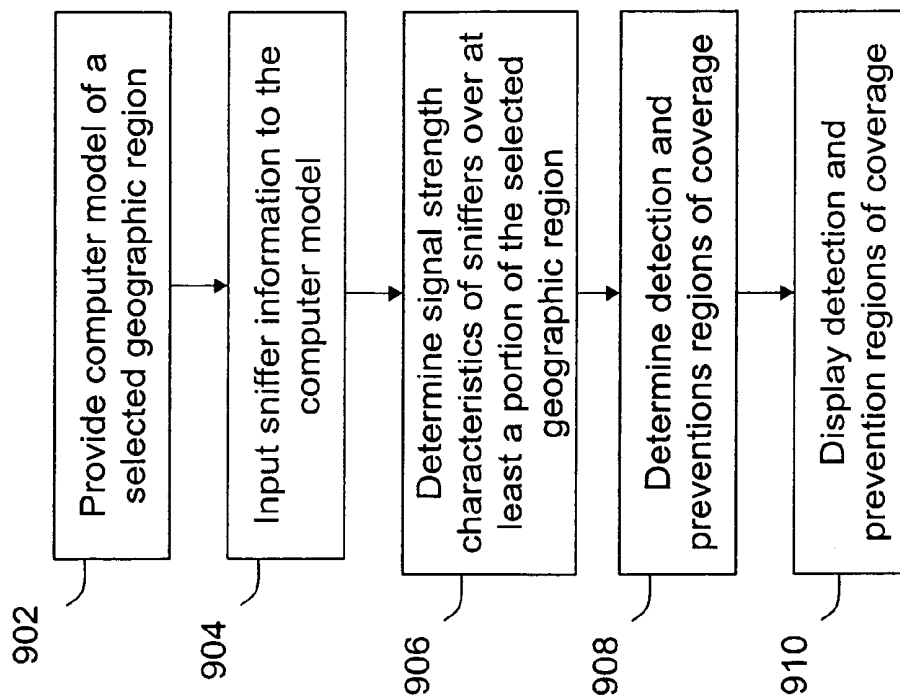 902
Provide computer model of a
selected geographic region
904
Input sniffer information to the
computer model
906
Determine signal strength
characteristics of sniffers over at
least a portion of the selected
geographic region
908
Determine detection and
preventions regions of coverage
910
Display detection and
prevention regions of coverage